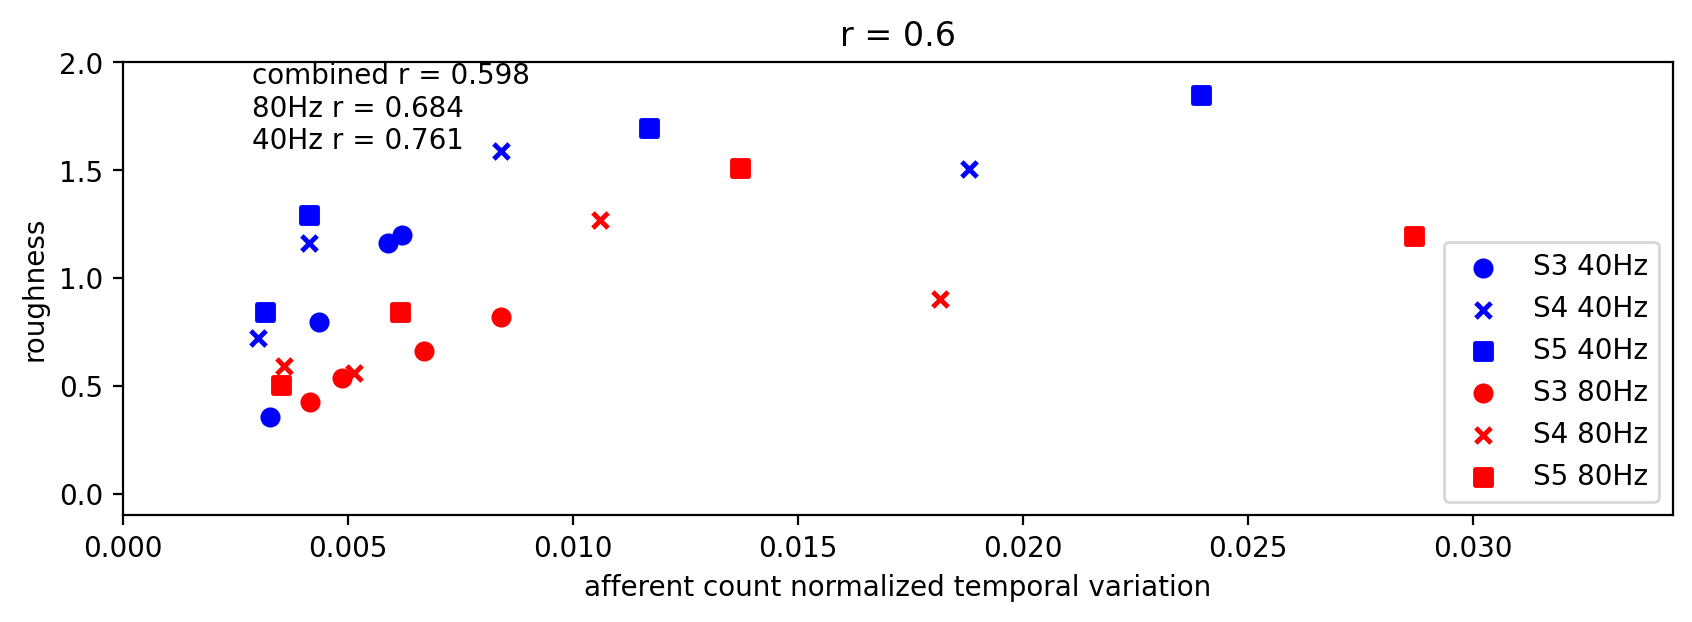 r = 0.6
combined r = 0.598
80Hz r = 0.684
40Hz r = 0.761
2.0
1.5
1.0
0.5
0.0
roughness
S3 40Hz
S4 40Hz
S5 40Hz
S3 80Hz
S4 80Hz
S5 80Hz
0.000 0.005 0.010 0.015 0.020 0.025 0.030
afferent count normalized temporal variation